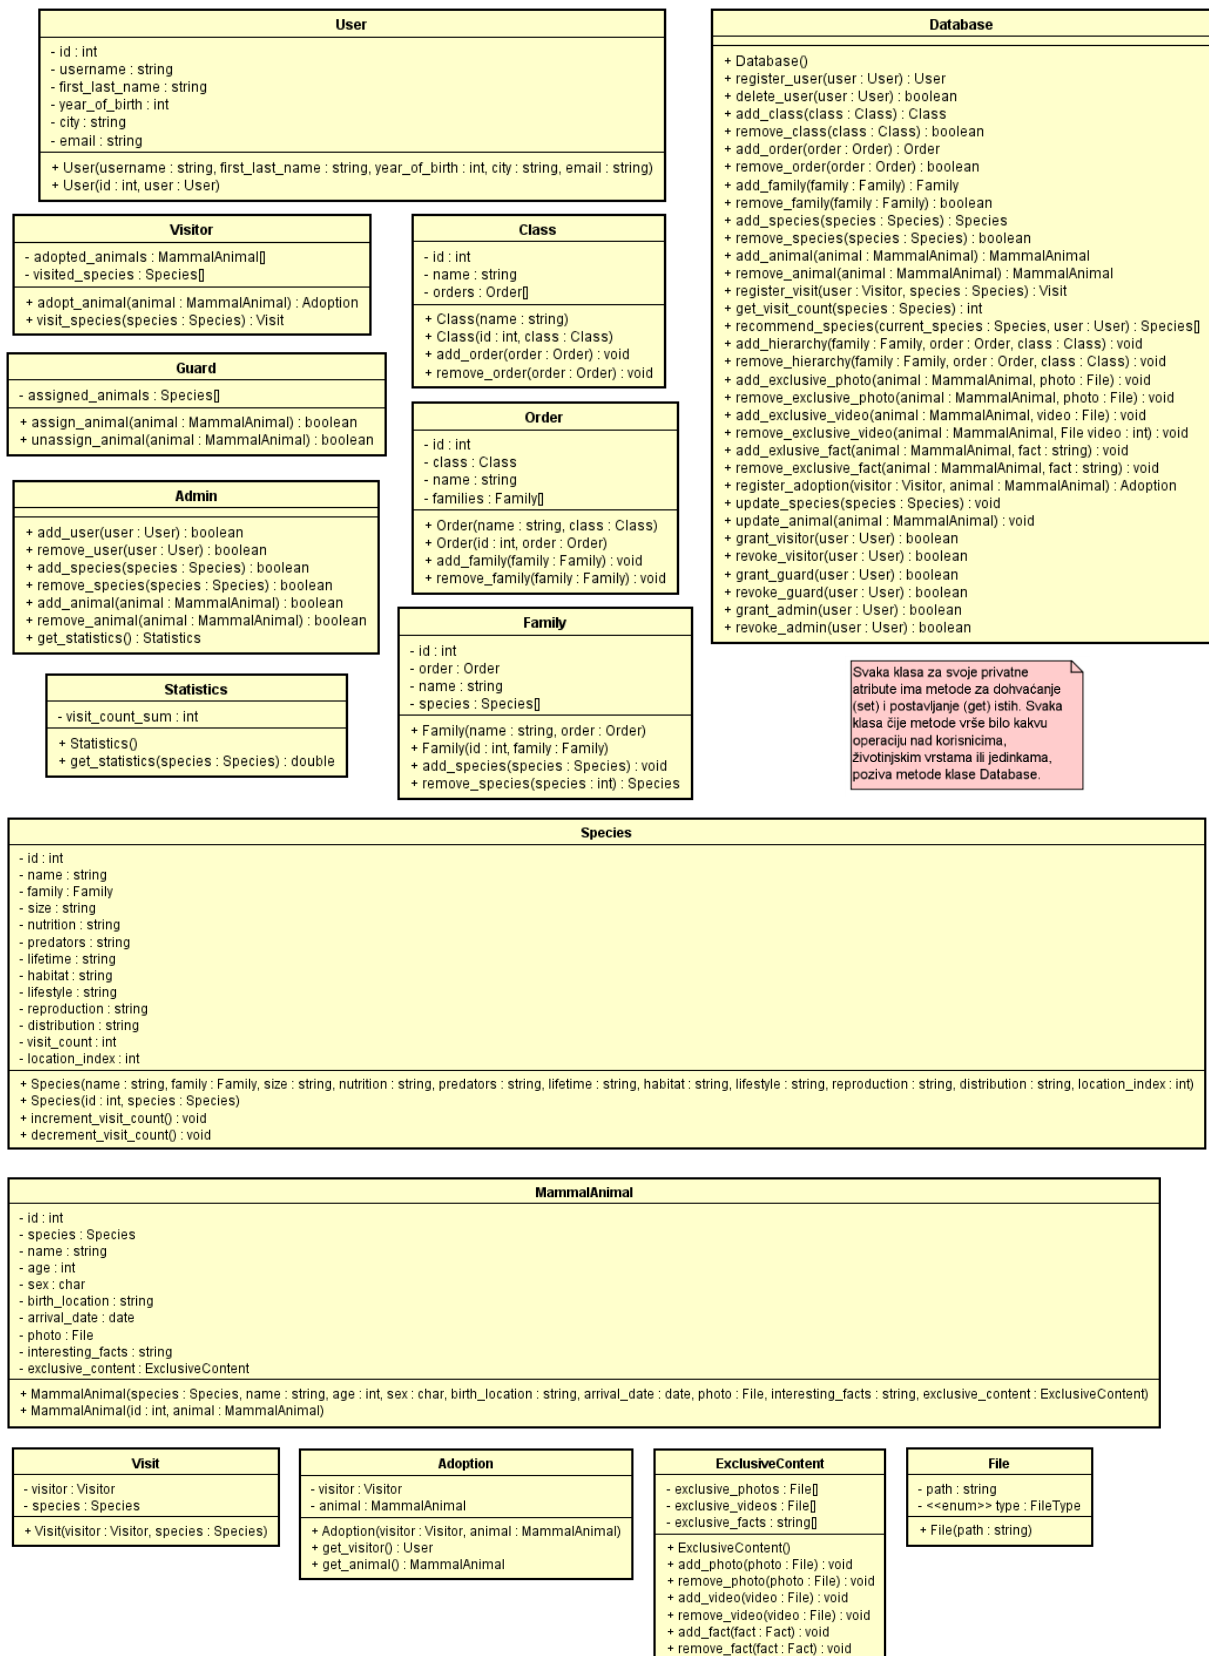 User
- id : int
- username : string
- first_last_name : string
- year_of_birth : int
- city : string
- email : string
+ User(username : string, first_last_name : string, year_of_birth : int, city : string, email : string)
+ User(id : int, user : User)
Database
+ Database()
+ register_user(user : User) : User
+ delete_user(user : User) : boolean
+ add_class(class : Class) : Class
+ remove_class(class : Class) : boolean
+ add_order(order : Order) : Order
+ remove_order(order : Order) : boolean
+ add_family(family : Family) : Family
+ remove_family(family : Family) : boolean
+ add_species(species : Species) : Species
+ remove_species(species : Species) : boolean
+ add_animal(animal : MammalAnimal) : MammalAnimal
+ remove_animal(animal : MammalAnimal) : MammalAnimal
+ register_visit(user : Visitor, species : Species) : Visit
+ get_visit_count(species : Species) : int
+ recommend_species(current_species : Species, user : User) : Species[]
+ add_hierarchy(family : Family, order : Order, class : Class) : void
+ remove_hierarchy(family : Family, order : Order, class : Class) : void
+ add_exclusive_photo(animal : MammalAnimal, photo : File) : void
+ remove_exclusive_photo(animal : MammalAnimal, photo : File) : void
+ add_exclusive_video(animal : MammalAnimal, video : File) : void
+ remove_exclusive_video(animal : MammalAnimal, File video : int) : void
+ add_exlusive_fact(animal : MammalAnimal, fact : string) : void
+ remove_exclusive_fact(animal : MammalAnimal, fact : string) : void
+ register_adoption(visitor : Visitor, animal : MammalAnimal) : Adoption
+ update_species(species : Species) : void
+ update_animal(animal : MammalAnimal) : void
+ grant_visitor(user : User) : boolean
+ revoke_visitor(user : User) : boolean
+ grant_guard(user : User) : boolean
+ revoke_guard(user : User) : boolean
+ grant_admin(user : User) : boolean
+ revoke_admin(user : User) : boolean
Visitor
- adopted_animals : MammalAnimal[]
- visited_species : Species[]
+ adopt_animal(animal : MammalAnimal) : Adoption
+ visit_species(species : Species) : Visit
Class
- id : int
- name : string
- orders : Order[]
+ Class(name : string)
+ Class(id : int, class : Class)
+ add_order(order : Order) : void
+ remove_order(order : Order) : void
Guard
- assigned_animals : Species[]
+ assign_animal(animal : MammalAnimal) : boolean
+ unassign_animal(animal : MammalAnimal) : boolean
Order
- id : int
- class : Class
- name : string
- families : Family[]
+ Order(name : string, class : Class)
+ Order(id : int, order : Order)
+ add_family(family : Family) : void
+ remove_family(family : Family) : void
Admin
+ add_user(user : User) : boolean
+ remove_user(user : User) : boolean
+ add_species(species : Species) : boolean
+ remove_species(species : Species) : boolean
+ add_animal(animal : MammalAnimal) : boolean
+ remove_animal(animal : MammalAnimal) : boolean
+ get_statistics() : Statistics
Family
- id : int
- order : Order
- name : string
- species : Species[]
+ Family(name : string, order : Order)
+ Family(id : int, family : Family)
+ add_species(species : Species) : void
+ remove_species(species : int) : Species
Statistics
- visit_count_sum : int
+ Statistics()
+ get_statistics(species : Species) : double
Svaka klasa za svoje privatne
atribute ima metode za dohvaćanje
(set) i postavljanje (get) istih. Svaka
klasa čije metode vrše bilo kakvu
operaciju nad korisnicima,
životinjskim vrstama ili jedinkama,
poziva metode klase Database.
Species
- id : int
- name : string
- family : Family
- size : string
- nutrition : string
- predators : string
- lifetime : string
- habitat : string
- lifestyle : string
- reproduction : string
- distribution : string
- visit_count : int
- location_index : int
+ Species(name : string, family : Family, size : string, nutrition : string, predators : string, lifetime : string, habitat : string, lifestyle : string, reproduction : string, distribution : string, location_index : int)
+ Species(id : int, species : Species)
+ increment_visit_count() : void
+ decrement_visit_count() : void
MammalAnimal
- id : int
- species : Species
- name : string
- age : int
- sex : char
- birth_location : string
- arrival_date : date
- photo : File
- interesting_facts : string
- exclusive_content : ExclusiveContent
+ MammalAnimal(species : Species, name : string, age : int, sex : char, birth_location : string, arrival_date : date, photo : File, interesting_facts : string, exclusive_content : ExclusiveContent)
+ MammalAnimal(id : int, animal : MammalAnimal)
Visit
- visitor : Visitor
- species : Species
+ Visit(visitor : Visitor, species : Species)
Adoption
- visitor : Visitor
- animal : MammalAnimal
+ Adoption(visitor : Visitor, animal : MammalAnimal)
+ get_visitor() : User
+ get_animal() : MammalAnimal
ExclusiveContent
- exclusive_photos : File[]
- exclusive_videos : File[]
- exclusive_facts : string[]
+ ExclusiveContent()
+ add_photo(photo : File) : void
+ remove_photo(photo : File) : void
+ add_video(video : File) : void
+ remove_video(video : File) : void
+ add_fact(fact : Fact) : void
+ remove_fact(fact : Fact) : void
File
- path : string
- <<enum>> type : FileType
+ File(path : string)